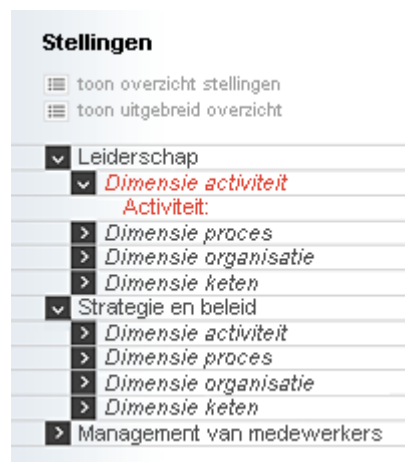 Stellingen
toon overzicht stellingen
toon uitgebreid overzicht
Leiderschap
Dimensie activiteit
Activiteit:
Dimensie proces
Dimensie organisatie
Dimensie keten
Strategie en beleid
Dimensie activiteit
Dimensie proces
Dimensie organisatie
Dimensie keten
Management van medewerkers